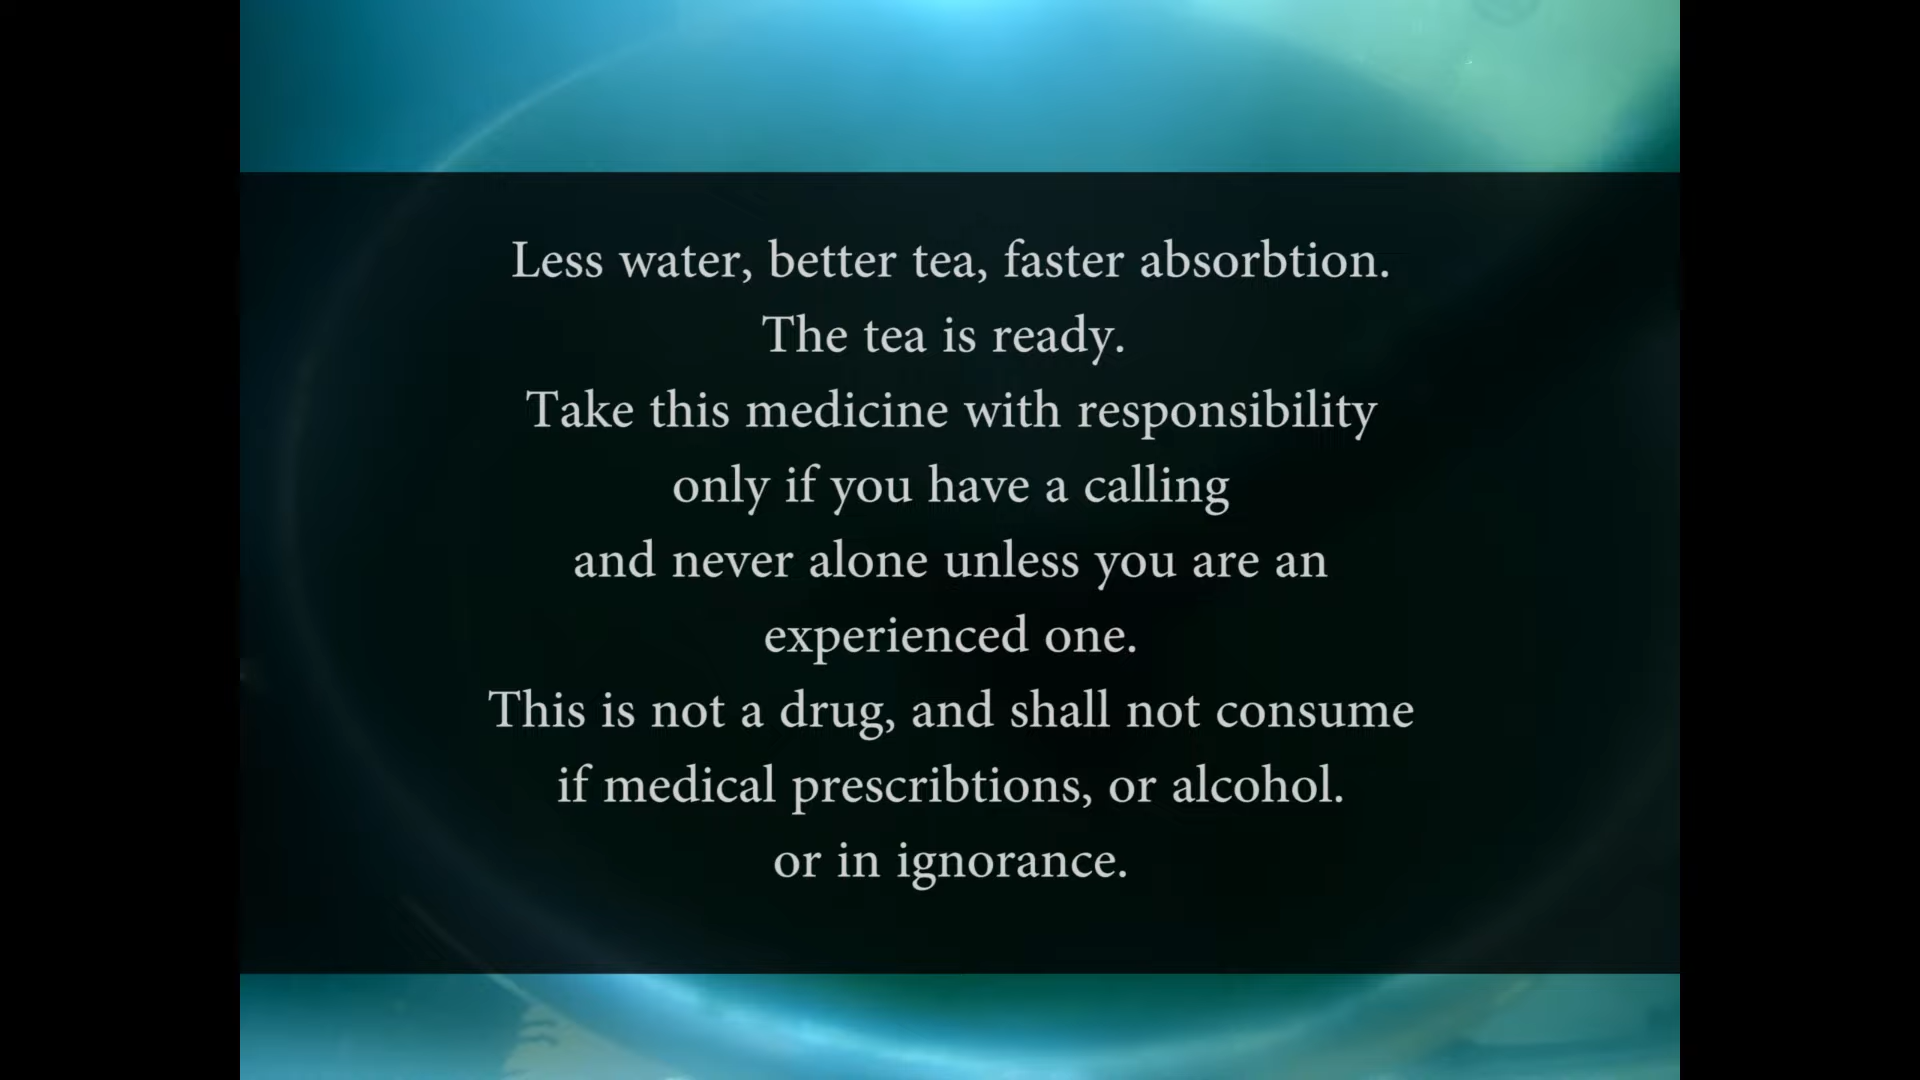 Less water, better tea, faster absorbtion.
The tea is ready.
Take this medicine with responsibility
only if you have a calling
and never alone unless you are an
experienced one.
This is not a drug, and shall not consume
if medical prescribtions, or alcohol.
or in ignorance.